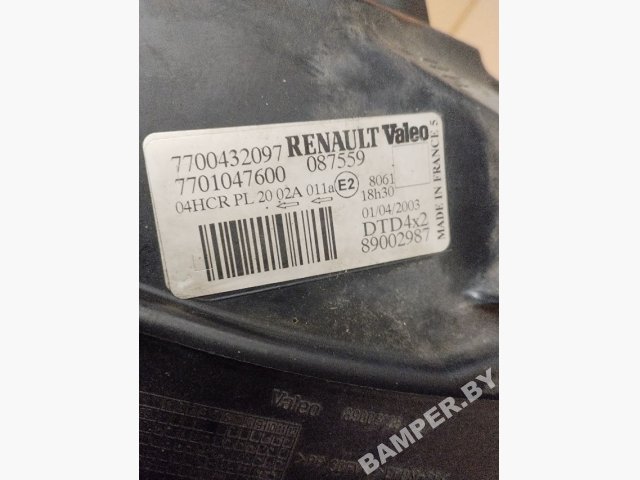 7700432097 RENAULT Valeo
7701047600 087559
04HCR PL 20 02A 011a E2 8061
18h30
01/04/2003
DTD4x2
89002987
MADE IN FRANCE 5
Valeo
BAMPER.BY